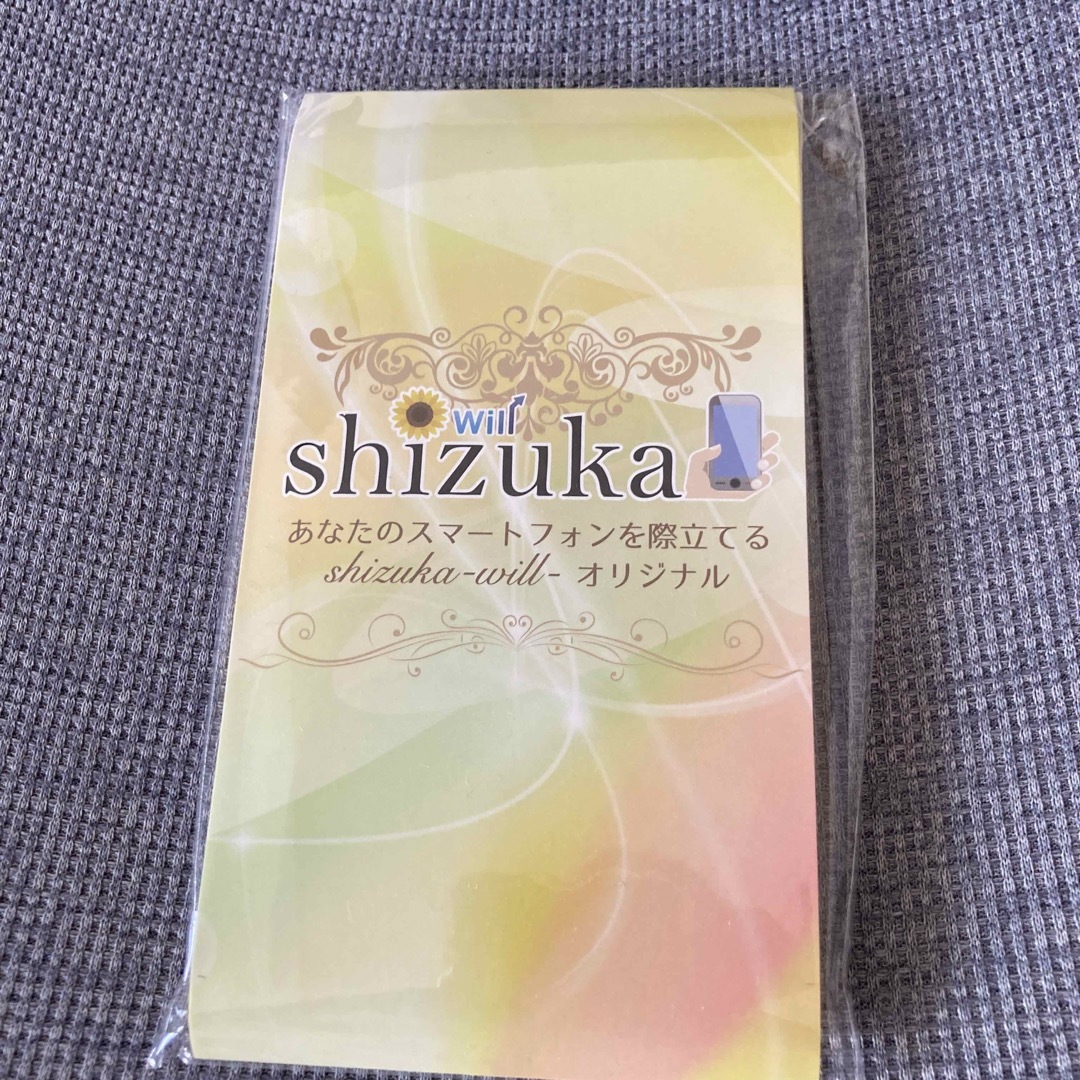 will
shizuka
あなたのスマートフォンを際立てる
shizuka-will- オリジナル